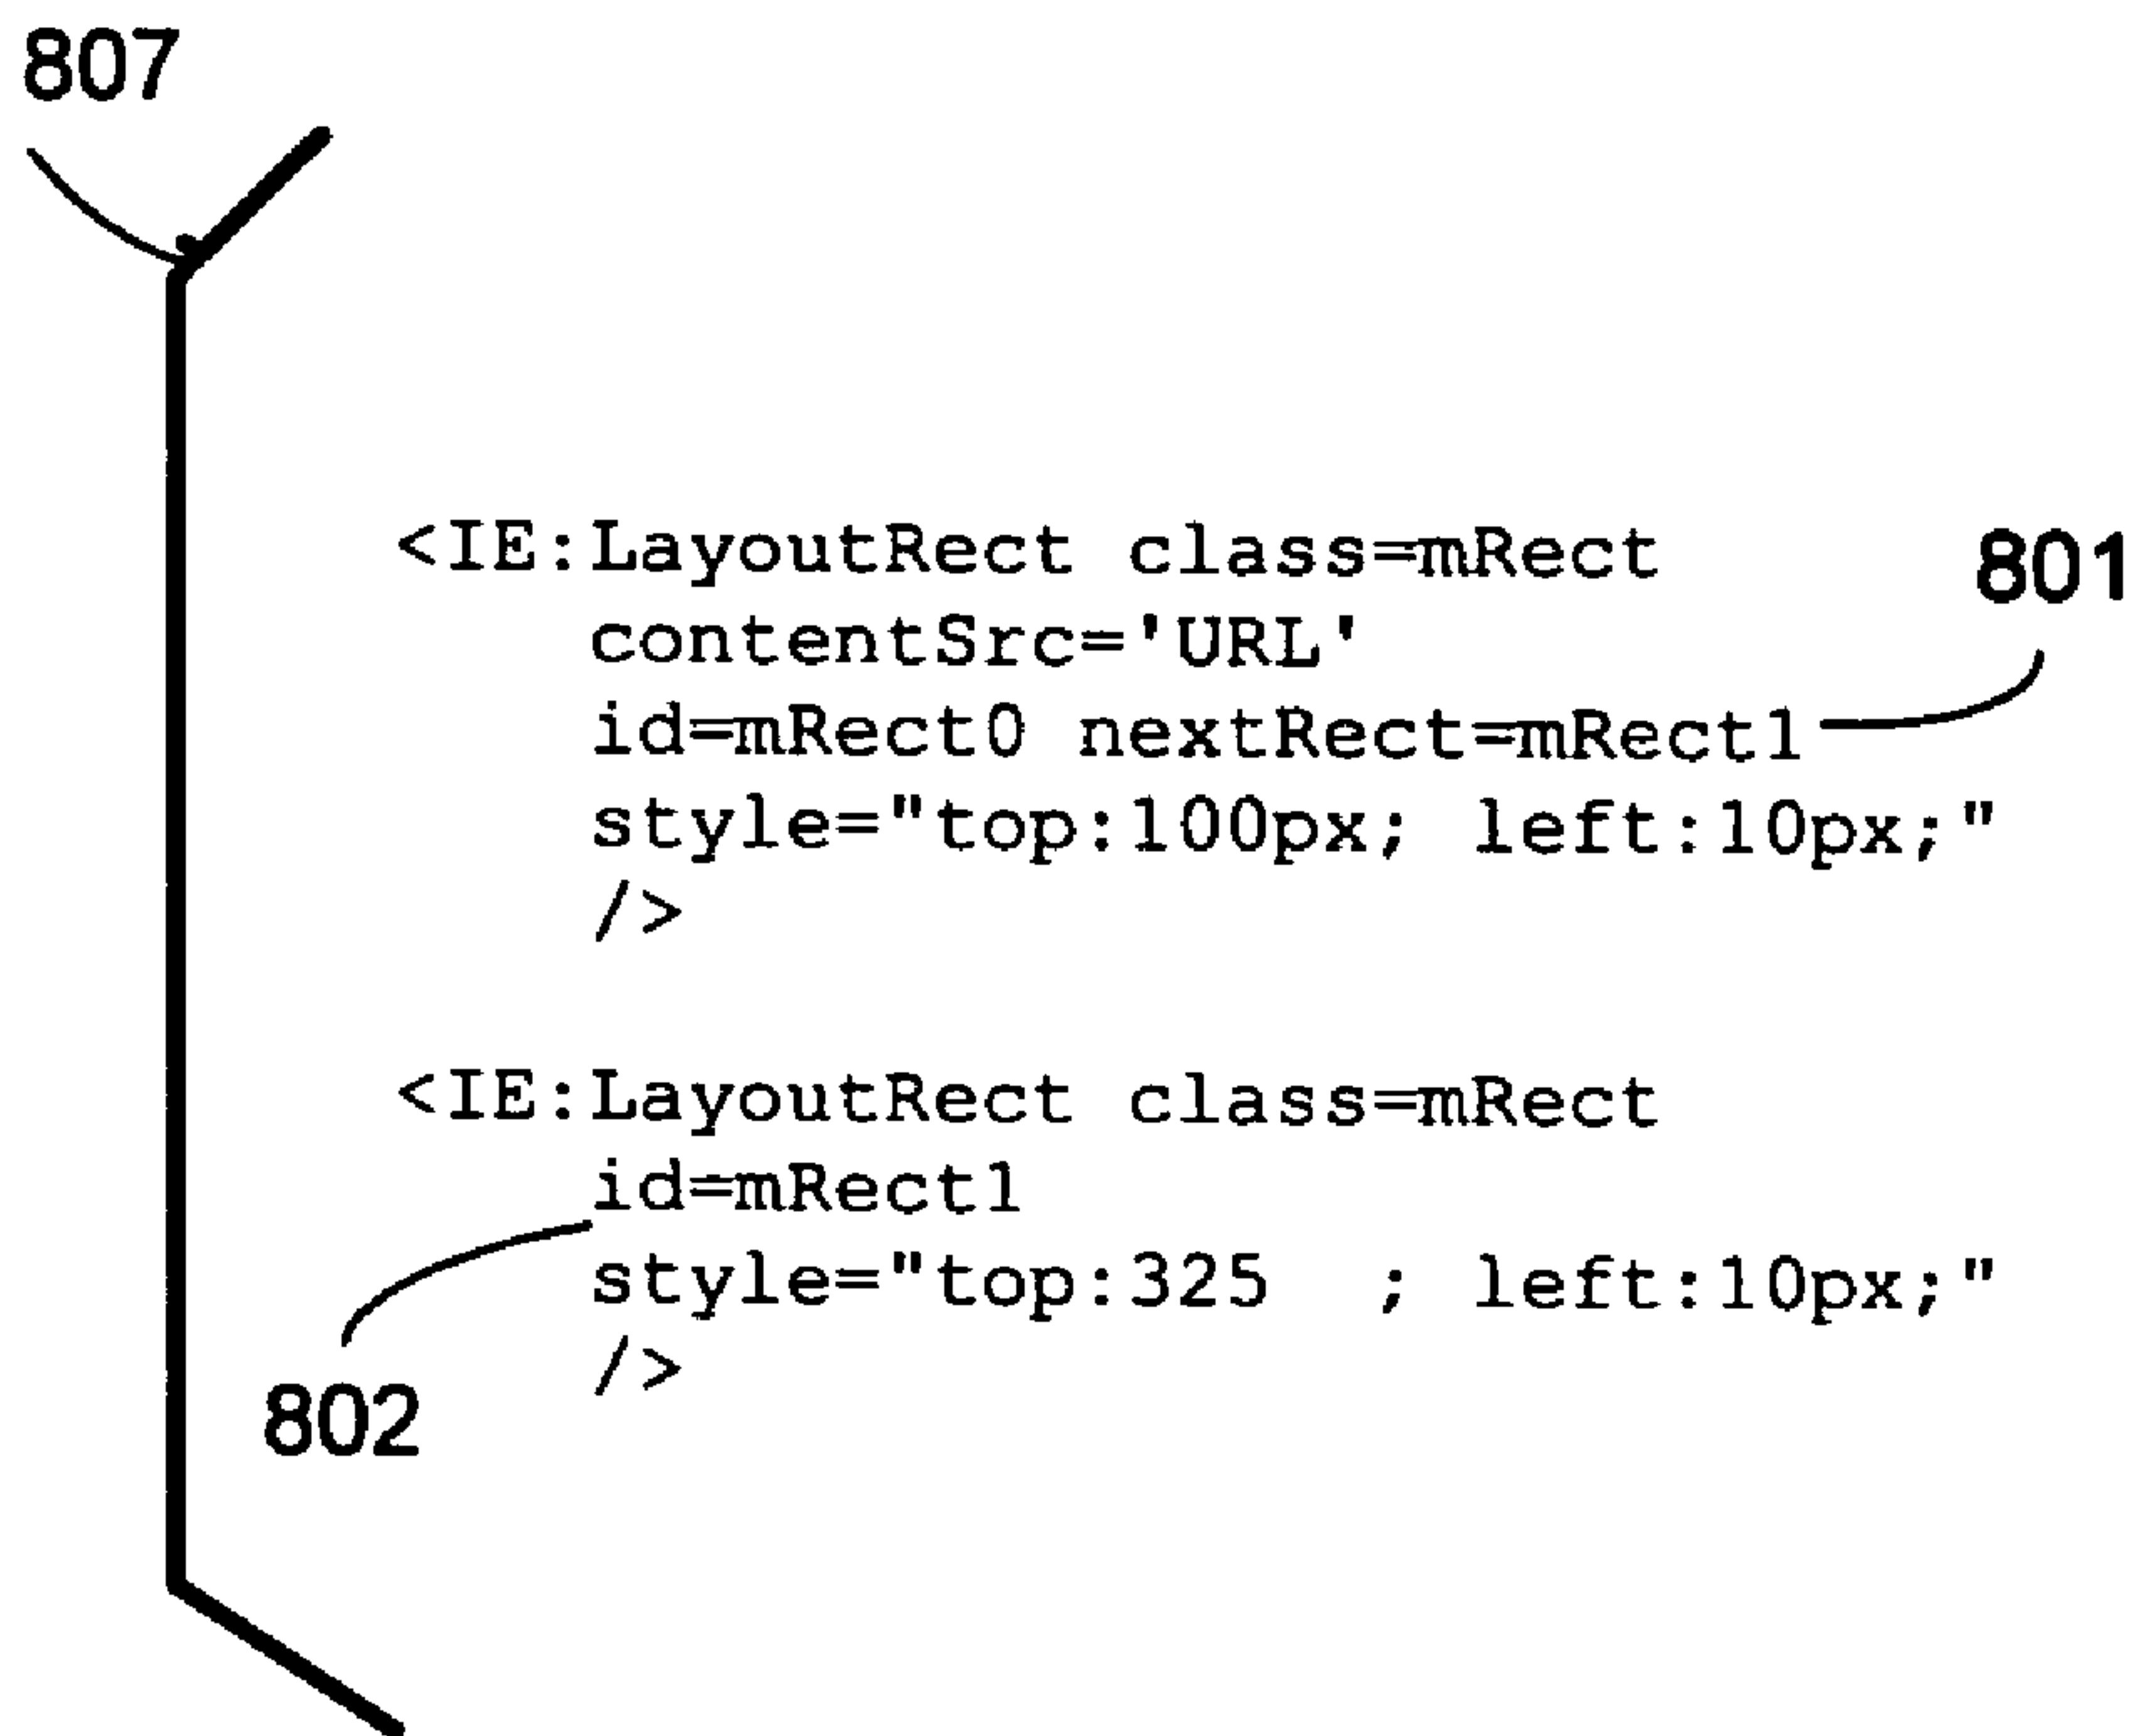 807
<IE:LayoutRect class=mRect
801
contentSrc='URL'
id=mRect0 nextRect=mRect1
style="top:100px; left:10px;"
/>
<IE:LayoutRect class=mRect
id=mRect1
style="top:325   ; left:10px;"
/>
802